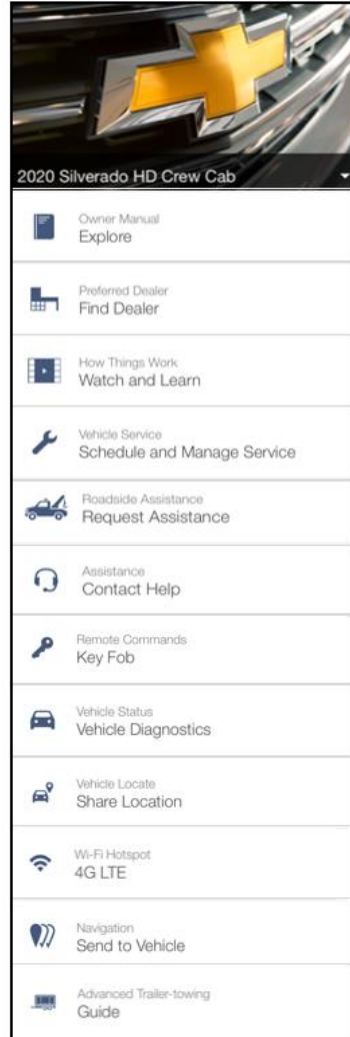 2020 Silverado HD Crew Cab
Owner Manual
Explore
Preferred Dealer
Find Dealer
How Things Work
Watch and Learn
Vehicle Service
Schedule and Manage Service
Roadside Assistance
Request Assistance
Assistance
Contact Help
Remote Commands
Key Fob
Vehicle Status
Vehicle Diagnostics
Vehicle Locate
Share Location
Wi-Fi Hotspot
4G LTE
Navigation
Send to Vehicle
Advanced Trailer-towing
Guide